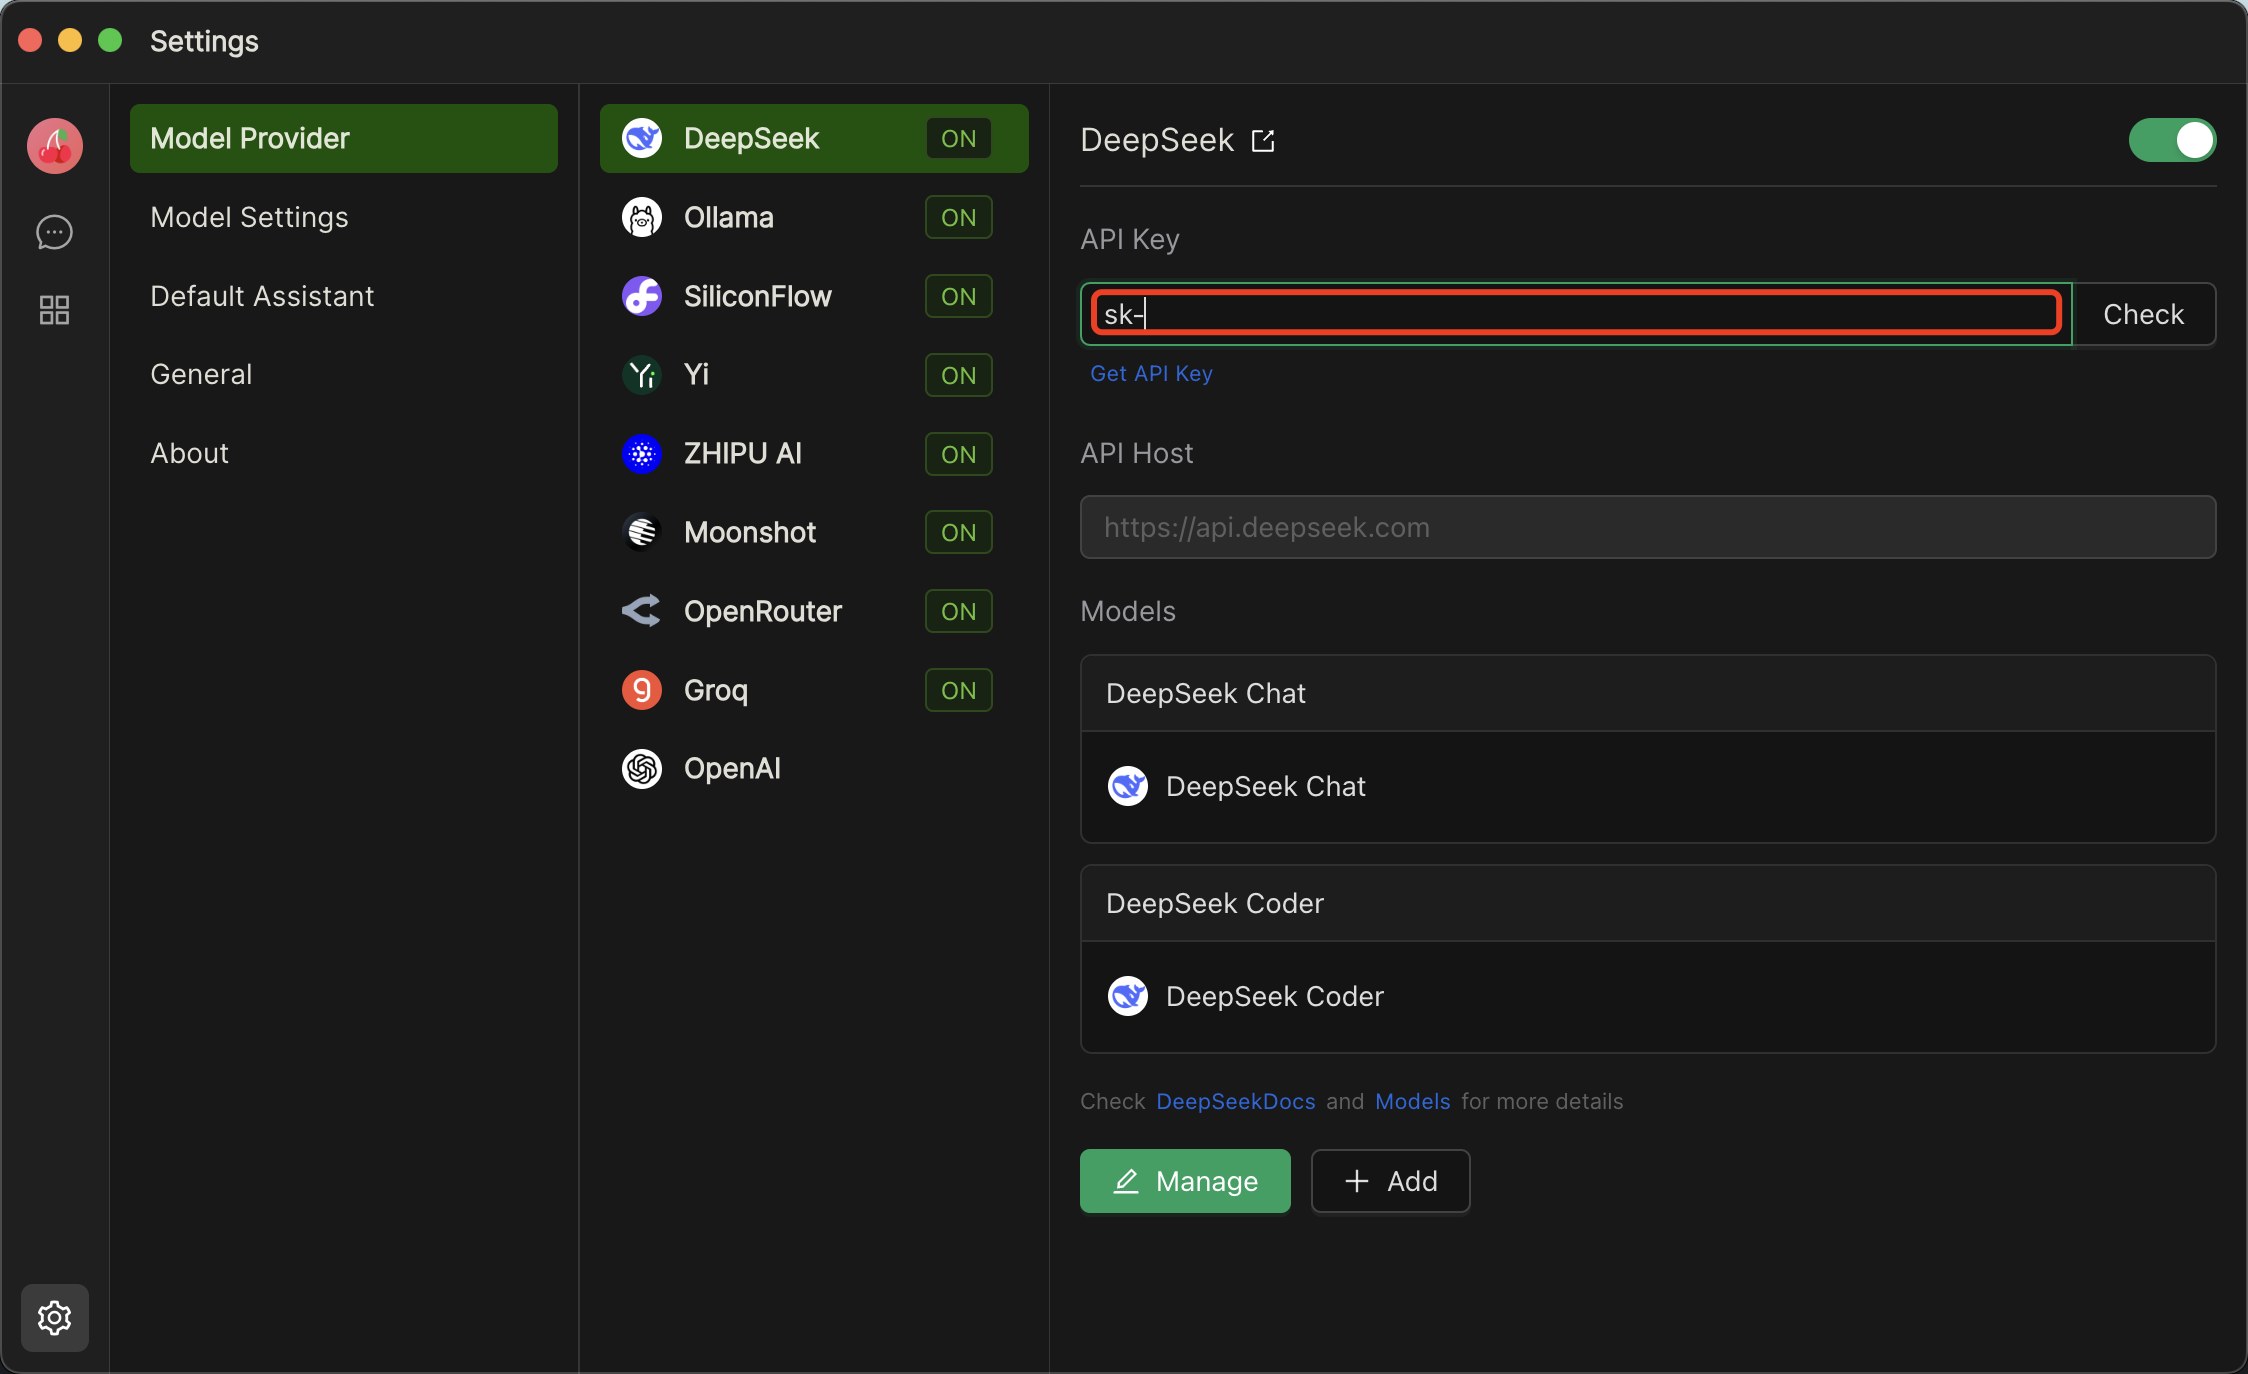 Settings
Model Provider
Model Settings
Default Assistant
General
About
DeepSeek ON
Ollama ON
SiliconFlow ON
Yi ON
ZHIPU AI ON
Moonshot ON
OpenRouter ON
Groq ON
OpenAI
DeepSeek
API Key
sk-
Check
Get API Key
API Host
https://api.deepseek.com
Models
DeepSeek Chat
DeepSeek Chat
DeepSeek Coder
DeepSeek Coder
Check DeepSeekDocs and Models for more details
Manage
Add